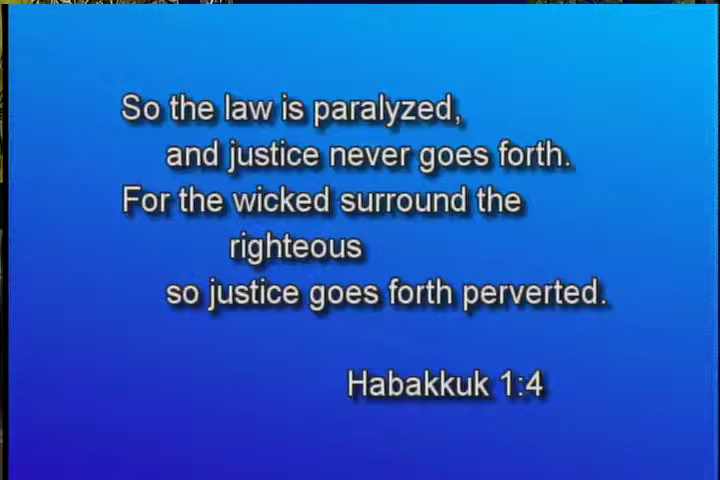 So the law is paralyzed,
and justice never goes forth.
For the wicked surround the
righteous
so justice goes forth perverted.
Habakkuk 1:4